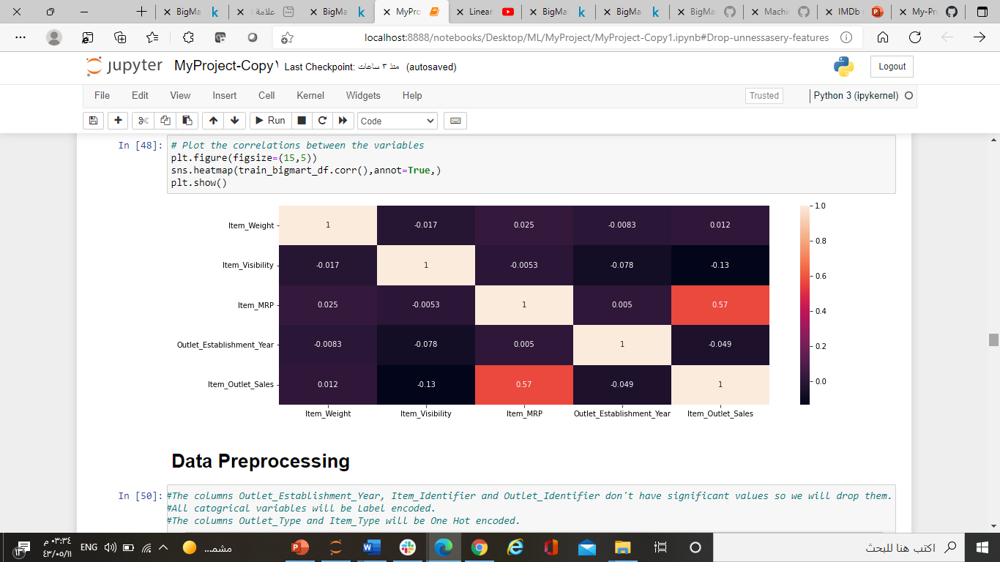 BigMa
علامة
BigMa
MyPro
Linear
BigMa
BigMa
BigMa
Machi
IMDb
My-Pr
localhost:8888/notebooks/Desktop/ML/MyProject/MyProject-Copy1.ipynb#Drop-unnessasery-features
jupyter MyProject-Copy١ Last Checkpoint: منذ ٣ ساعات (autosaved)
Logout
File Edit View Insert Cell Kernel Widgets Help
Trusted
Python 3 (ipykernel)
Run
Code
In [48]:
# Plot the correlations between the variables
plt.figure(figsize=(15,5))
sns.heatmap(train_bigmart_df.corr(),annot=True,)
plt.show()
Item_Weight 1 -0.017 0.025 -0.0083 0.012
Item_Visibility -0.017 1 -0.0053 -0.078 -0.13
Item_MRP 0.025 -0.0053 1 0.005 0.57
Outlet_Establishment_Year -0.0083 -0.078 0.005 1 -0.049
Item_Outlet_Sales 0.012 -0.13 0.57 -0.049 1
Item_Weight Item_Visibility Item_MRP Outlet_Establishment_Year Item_Outlet_Sales
1.0
0.8
0.6
0.4
0.2
0.0
Data Preprocessing
In [50]:
#The columns Outlet_Establishment_Year, Item_Identifier and Outlet_Identifier don't have significant values so we will drop them.
#All catogrical variables will be Label encoded.
#The columns Outlet_Type and Item_Type will be One Hot encoded.
٠٣:٣٤ م
٤٣/٠٥/١١
ENG
مشمـ...
اكتب هنا للبحث